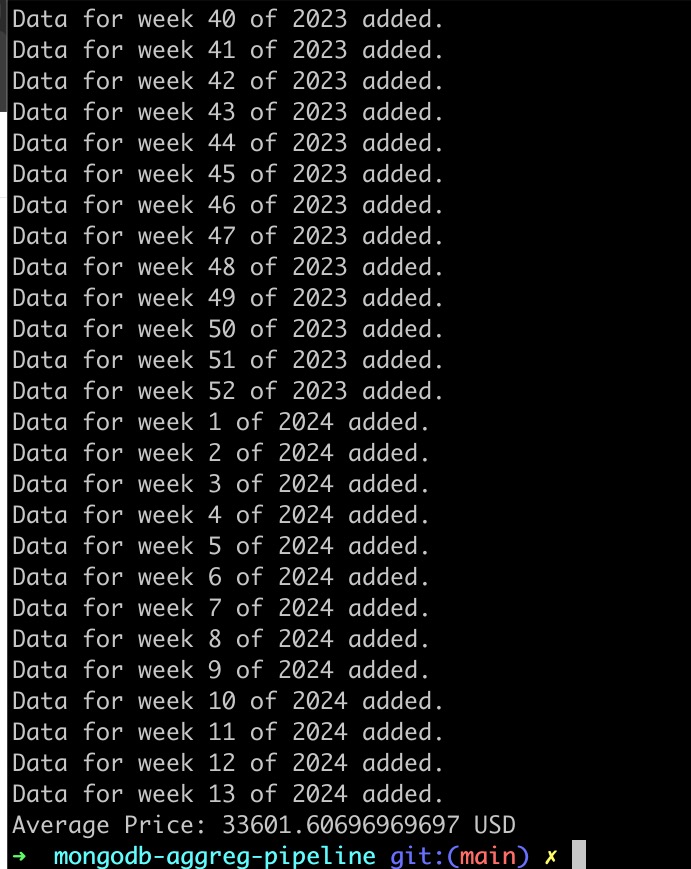 Data for week 40 of 2023 added.
Data for week 41 of 2023 added.
Data for week 42 of 2023 added.
Data for week 43 of 2023 added.
Data for week 44 of 2023 added.
Data for week 45 of 2023 added.
Data for week 46 of 2023 added.
Data for week 47 of 2023 added.
Data for week 48 of 2023 added.
Data for week 49 of 2023 added.
Data for week 50 of 2023 added.
Data for week 51 of 2023 added.
Data for week 52 of 2023 added.
Data for week 1 of 2024 added.
Data for week 2 of 2024 added.
Data for week 3 of 2024 added.
Data for week 4 of 2024 added.
Data for week 5 of 2024 added.
Data for week 6 of 2024 added.
Data for week 7 of 2024 added.
Data for week 8 of 2024 added.
Data for week 9 of 2024 added.
Data for week 10 of 2024 added.
Data for week 11 of 2024 added.
Data for week 12 of 2024 added.
Data for week 13 of 2024 added.
Average Price: 33601.60696969697 USD
➜ mongodb-aggreg-pipeline git:(main) ✗